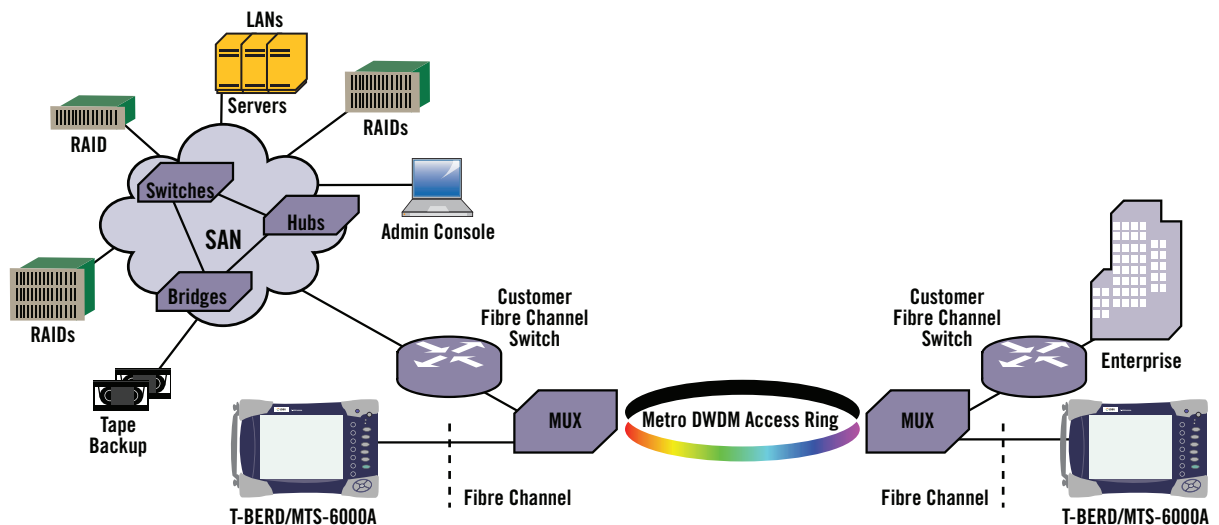 LANs
Servers
RAID
RAIDs
Switches
Hubs
SAN
Admin Console
Bridges
RAIDs
Tape
Backup
Customer
Fibre Channel
Switch
MUX
Metro DWDM Access Ring
MUX
Customer
Fibre Channel
Switch
Enterprise
Fibre Channel
Fibre Channel
T-BERD/MTS-6000A
T-BERD/MTS-6000A